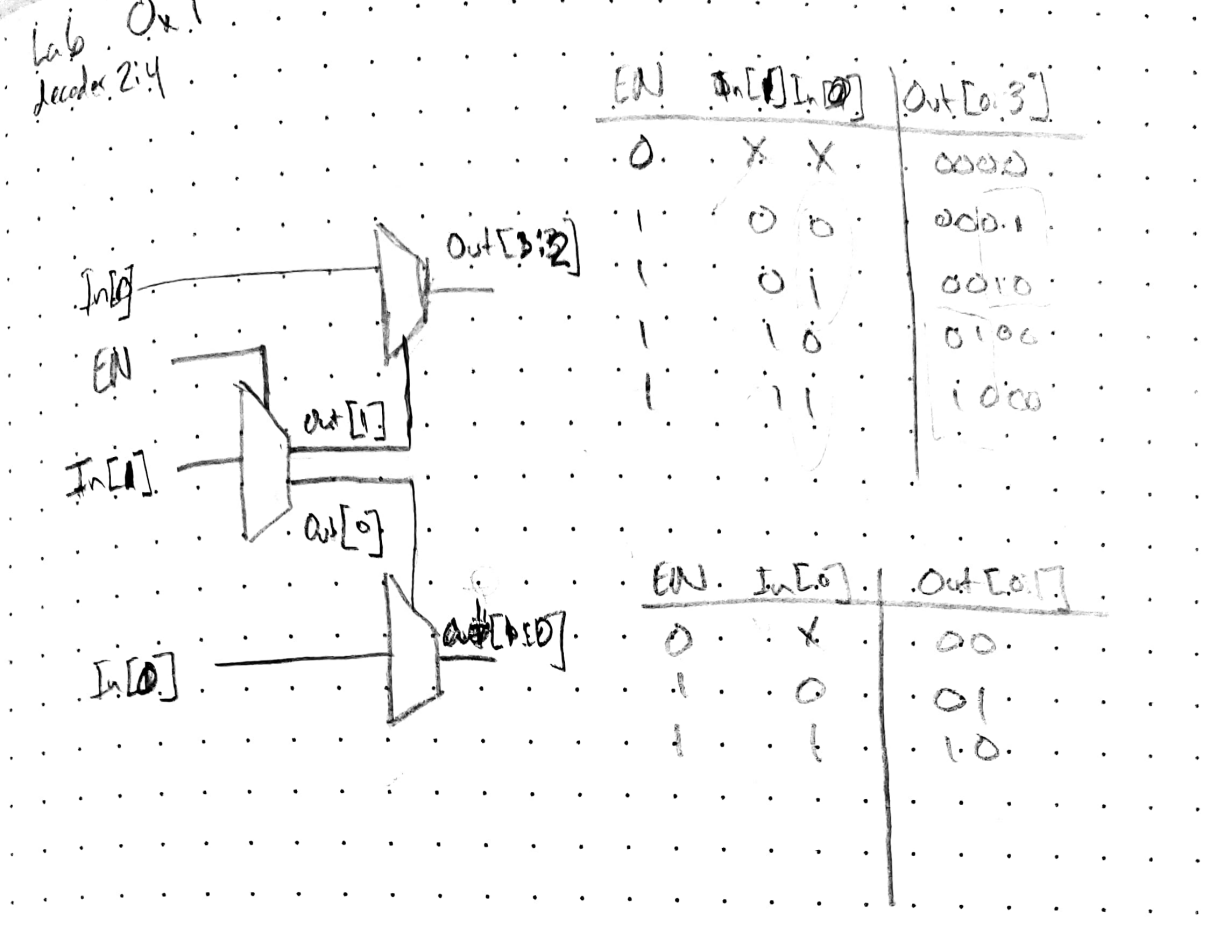 Lab 0x1
decoder 2:4
EN In[1] In[0] Out[0:3]
0 X X 0000
1 0 0 0001
1 0 1 0010
1 1 0 0100
1 1 1 1000
Out[3:2]
In[0]
EN
Out[1]
In[1]
Out[0]
Out[1:0]
In[0]
EN In[0] Out[0:1]
0 X 00
1 0 01
1 1 10